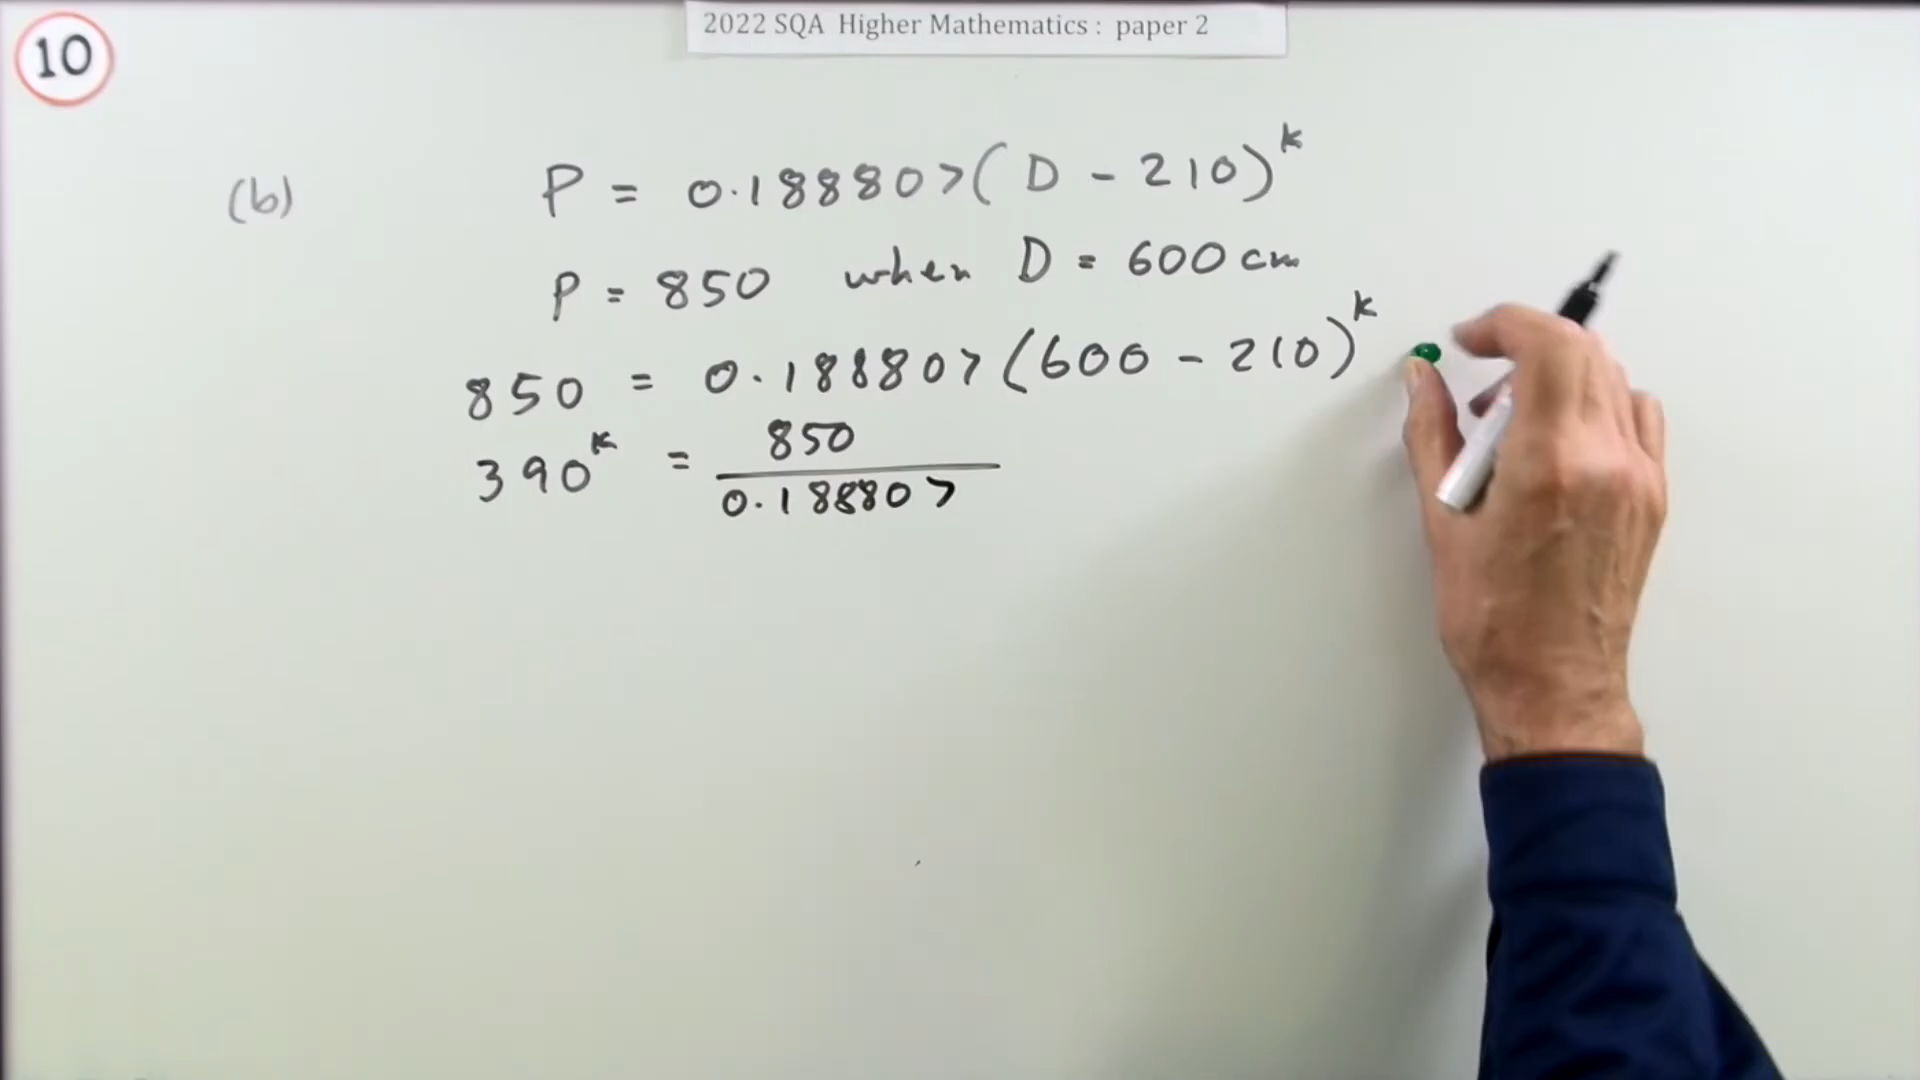 10
2022 SQA Higher Mathematics : paper 2
(b)
P = 0.188807(D - 210)^k
P = 850 when D = 600 cm
850 = 0.188807(600 - 210)^k
390^k = 850 / 0.188807